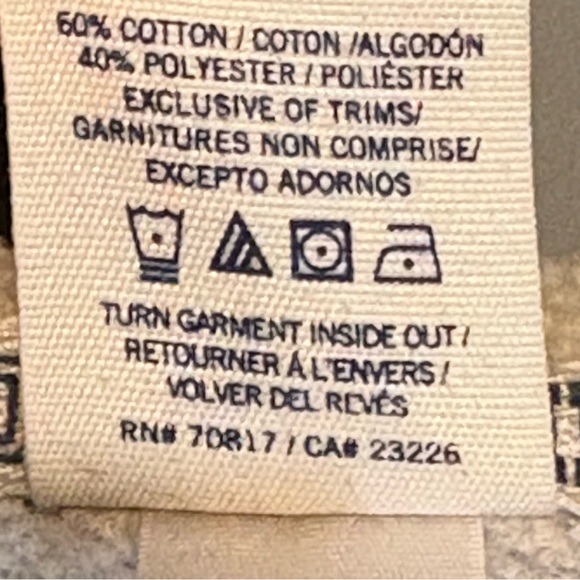 60% COTTON / COTON /ALGODÓN
40% POLYESTER / POLIÉSTER
EXCLUSIVE OF TRIMS/
GARNITURES NON COMPRISE/
EXCEPTO ADORNOS
TURN GARMENT INSIDE OUT /
RETOURNER À L'ENVERS /
VOLVER DEL REVÉS
RN# 70817 / CA# 23226